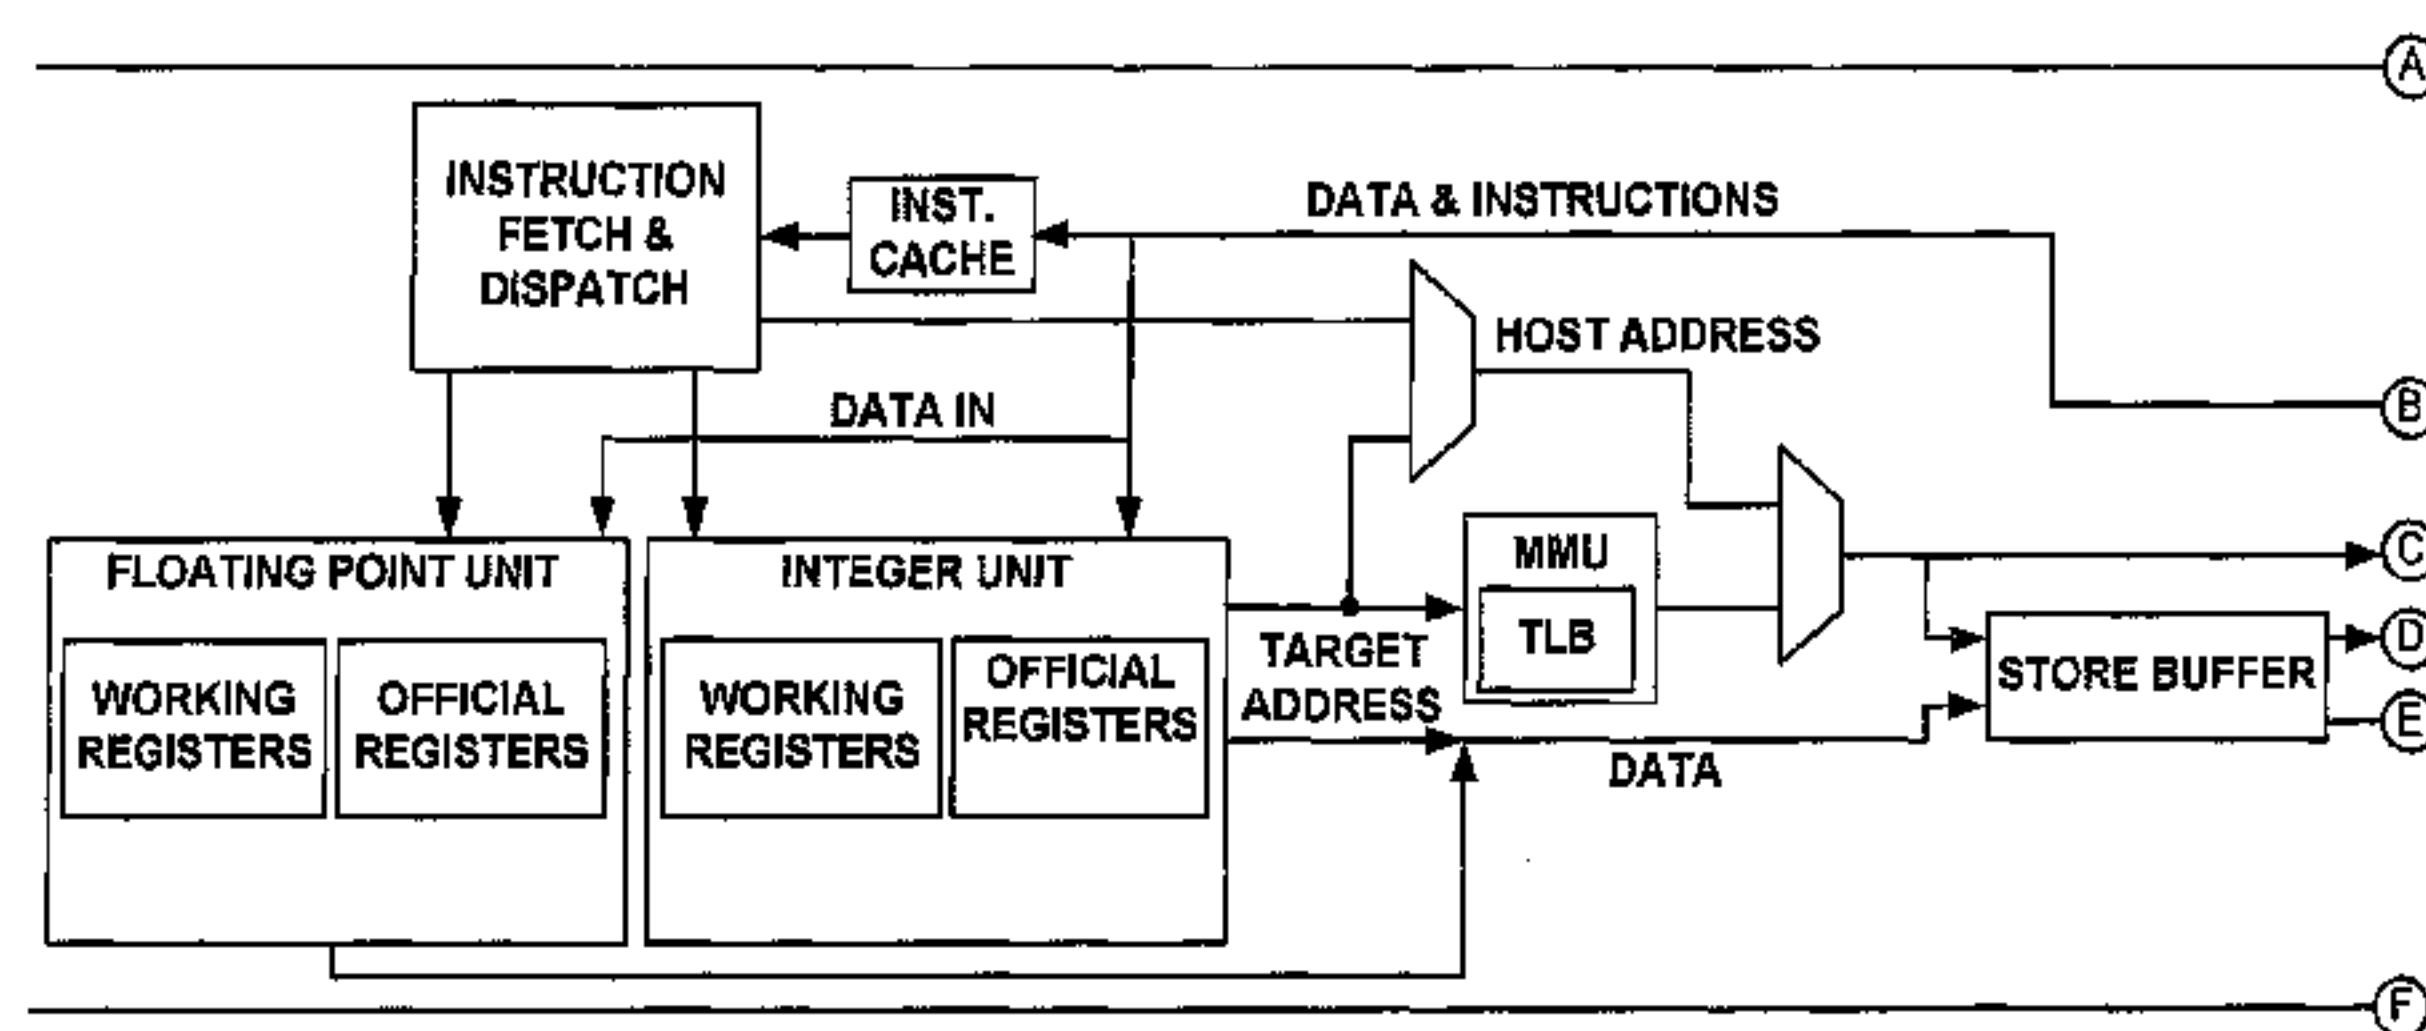 A
INSTRUCTION
FETCH &
DISPATCH
INST.
CACHE
DATA & INSTRUCTIONS
HOST ADDRESS
DATA IN
B
C
D
E
FLOATING POINT UNIT
WORKING
REGISTERS
OFFICIAL
REGISTERS
INTEGER UNIT
WORKING
REGISTERS
OFFICIAL
REGISTERS
TARGET
ADDRESS
MMU
TLB
STORE BUFFER
DATA
F